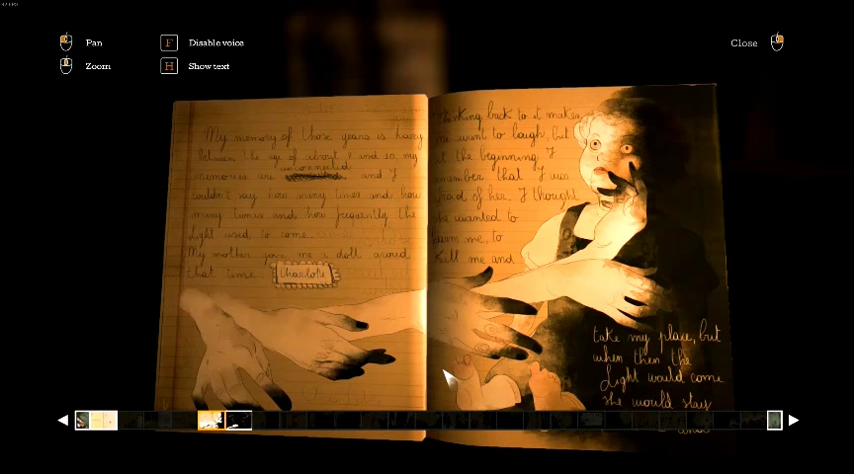 Pan
Zoom
F Disable voice
H Show text
Close
My memory of those years is hazy
between the age of about 8 and so my
unconnected
memories are and I
couldn't say how many times and how
many times and how frequently the
Light used to come.
My mother gave me a doll around
that time. Charlotte
Thinking back to it makes
me want to laugh, but
at the beginning I
remember that I was
afraid of her. I thought
she wanted to
harm me, to
kill me and
take my place, but
when then the
Light would come
she would stay